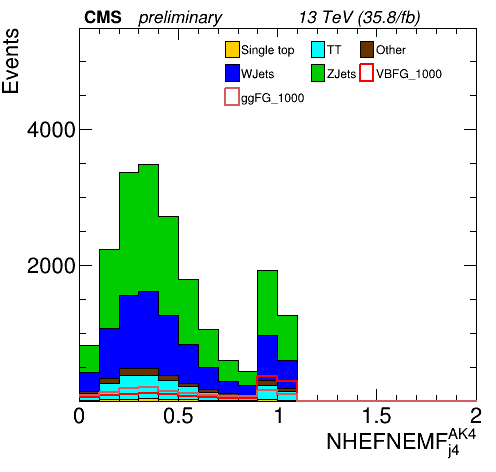 CMS preliminary 13 TeV (35.8/fb)
Events
Single top TT Other
WJets ZJets VBFG_1000
ggFG_1000
4000
2000
0 0.5 1 1.5 2
NHEFNEMF_{j4}^{AK4}